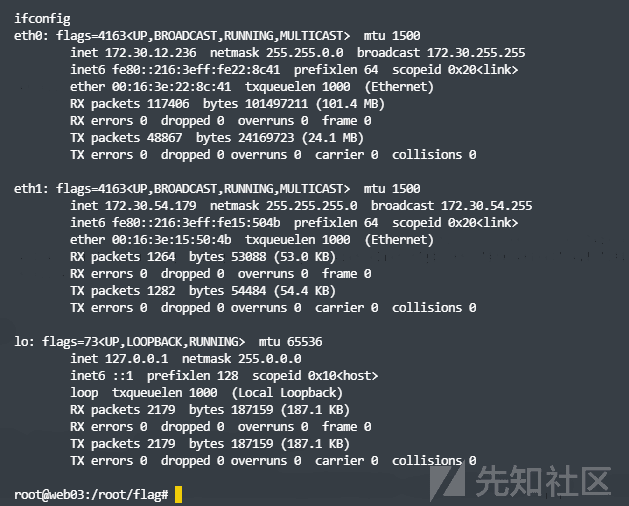 ifconfig
eth0: flags=4163<UP,BROADCAST,RUNNING,MULTICAST>  mtu 1500
        inet 172.30.12.236  netmask 255.255.0.0  broadcast 172.30.255.255
        inet6 fe80::216:3eff:fe22:8c41  prefixlen 64  scopeid 0x20<link>
        ether 00:16:3e:22:8c:41  txqueuelen 1000  (Ethernet)
        RX packets 117406  bytes 101497211 (101.4 MB)
        RX errors 0  dropped 0  overruns 0  frame 0
        TX packets 48867  bytes 24169723 (24.1 MB)
        TX errors 0  dropped 0 overruns 0  carrier 0  collisions 0

eth1: flags=4163<UP,BROADCAST,RUNNING,MULTICAST>  mtu 1500
        inet 172.30.54.179  netmask 255.255.255.0  broadcast 172.30.54.255
        inet6 fe80::216:3eff:fe15:504b  prefixlen 64  scopeid 0x20<link>
        ether 00:16:3e:15:50:4b  txqueuelen 1000  (Ethernet)
        RX packets 1264  bytes 53088 (53.0 KB)
        RX errors 0  dropped 0  overruns 0  frame 0
        TX packets 1282  bytes 54484 (54.4 KB)
        TX errors 0  dropped 0 overruns 0  carrier 0  collisions 0

lo: flags=73<UP,LOOPBACK,RUNNING>  mtu 65536
        inet 127.0.0.1  netmask 255.0.0.0
        inet6 ::1  prefixlen 128  scopeid 0x10<host>
        loop  txqueuelen 1000  (Local Loopback)
        RX packets 2179  bytes 187159 (187.1 KB)
        RX errors 0  dropped 0  overruns 0  frame 0
        TX packets 2179  bytes 187159 (187.1 KB)
        TX errors 0  dropped 0 overruns 0  carrier 0  collisions 0

root@web03:/root/flag#
先知社区